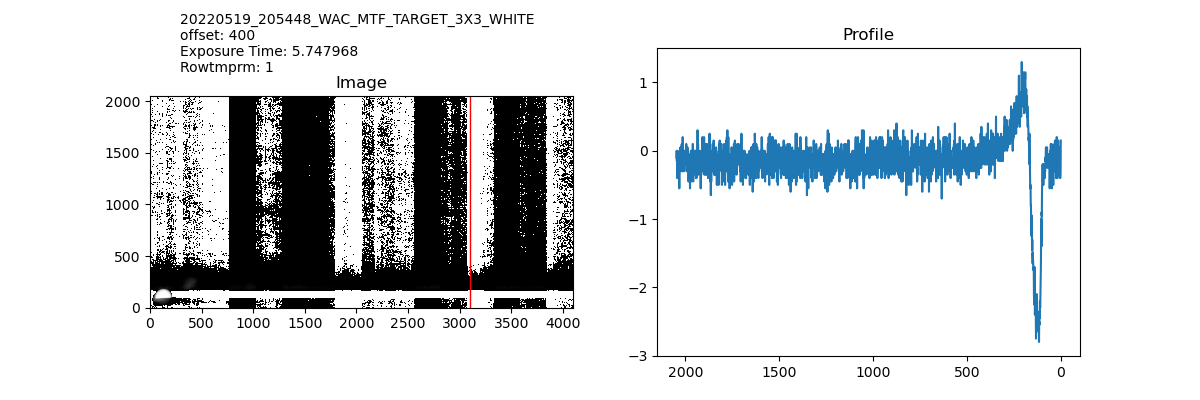 20220519_205448_WAC_MTF_TARGET_3X3_WHITE
offset: 400
Exposure Time: 5.747968
Rowtmprm: 1
Image
2000
1500
1000
500
0
0 500 1000 1500 2000 2500 3000 3500 4000
Profile
1
0
−1
−2
−3
2000 1500 1000 500 0